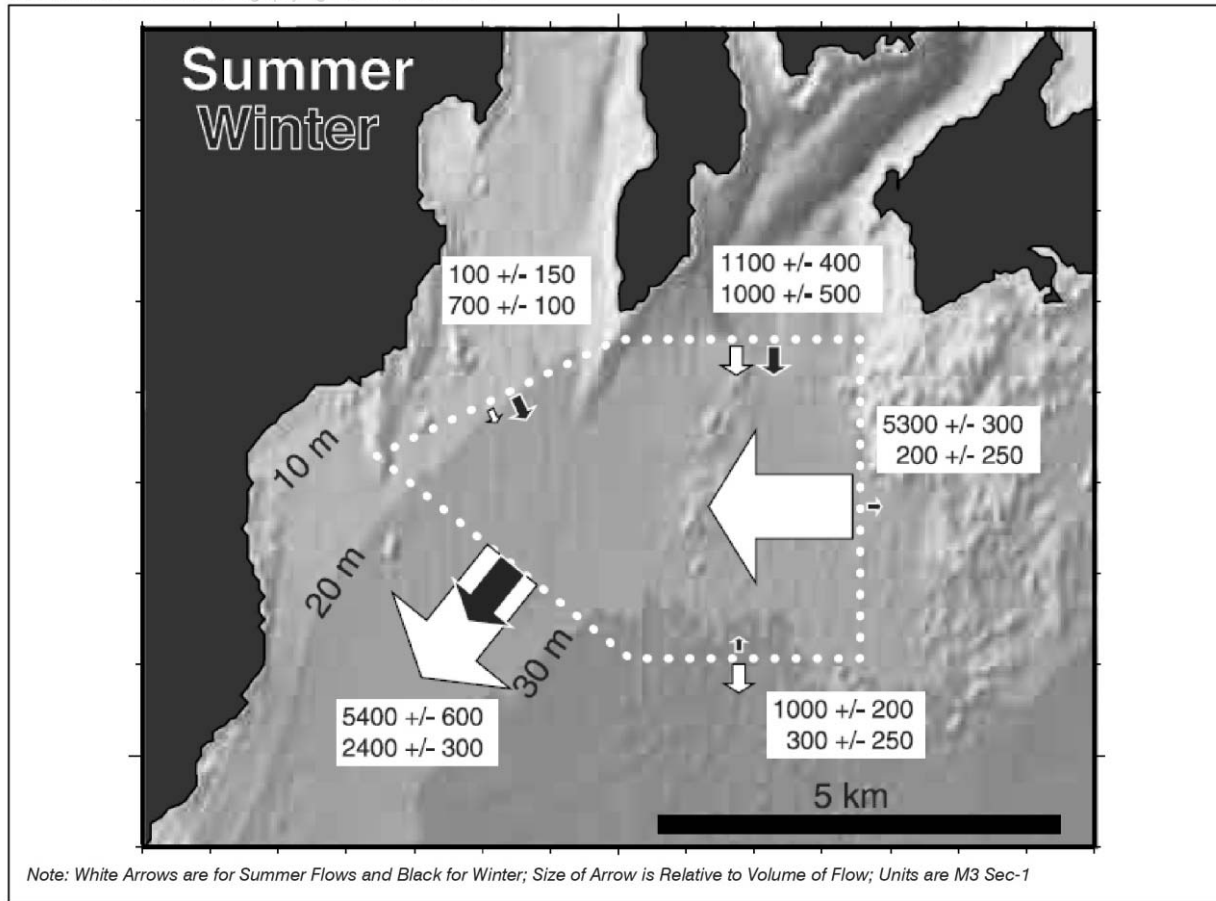 Summer
Winter
100 +/- 150
700 +/- 100
1100 +/- 400
1000 +/- 500
5300 +/- 300
200 +/- 250
10 m
20 m
30 m
5400 +/- 600
2400 +/- 300
1000 +/- 200
300 +/- 250
5 km
Note: White Arrows are for Summer Flows and Black for Winter; Size of Arrow is Relative to Volume of Flow; Units are M3 Sec-1